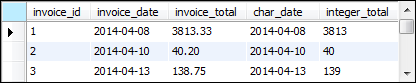 invoice_id invoice_date invoice_total char_date integer_total
1 2014-04-08 3813.33 2014-04-08 3813
2 2014-04-10 40.20 2014-04-10 40
3 2014-04-13 138.75 2014-04-13 139